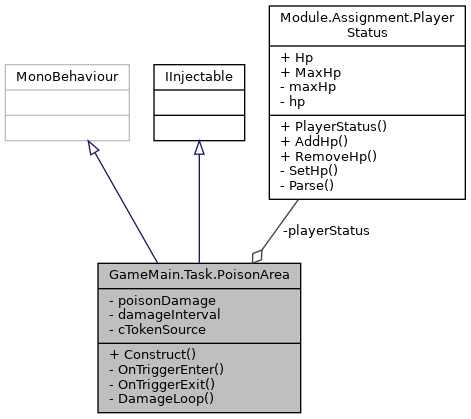 Module.Assignment.Player
Status
+ Hp
+ MaxHp
- maxHp
- hp
+ PlayerStatus()
+ AddHp()
+ RemoveHp()
- SetHp()
- Parse()
MonoBehaviour
IInjectable
-playerStatus
GameMain.Task.PoisonArea
- poisonDamage
- damageInterval
- cTokenSource
+ Construct()
- OnTriggerEnter()
- OnTriggerExit()
- DamageLoop()